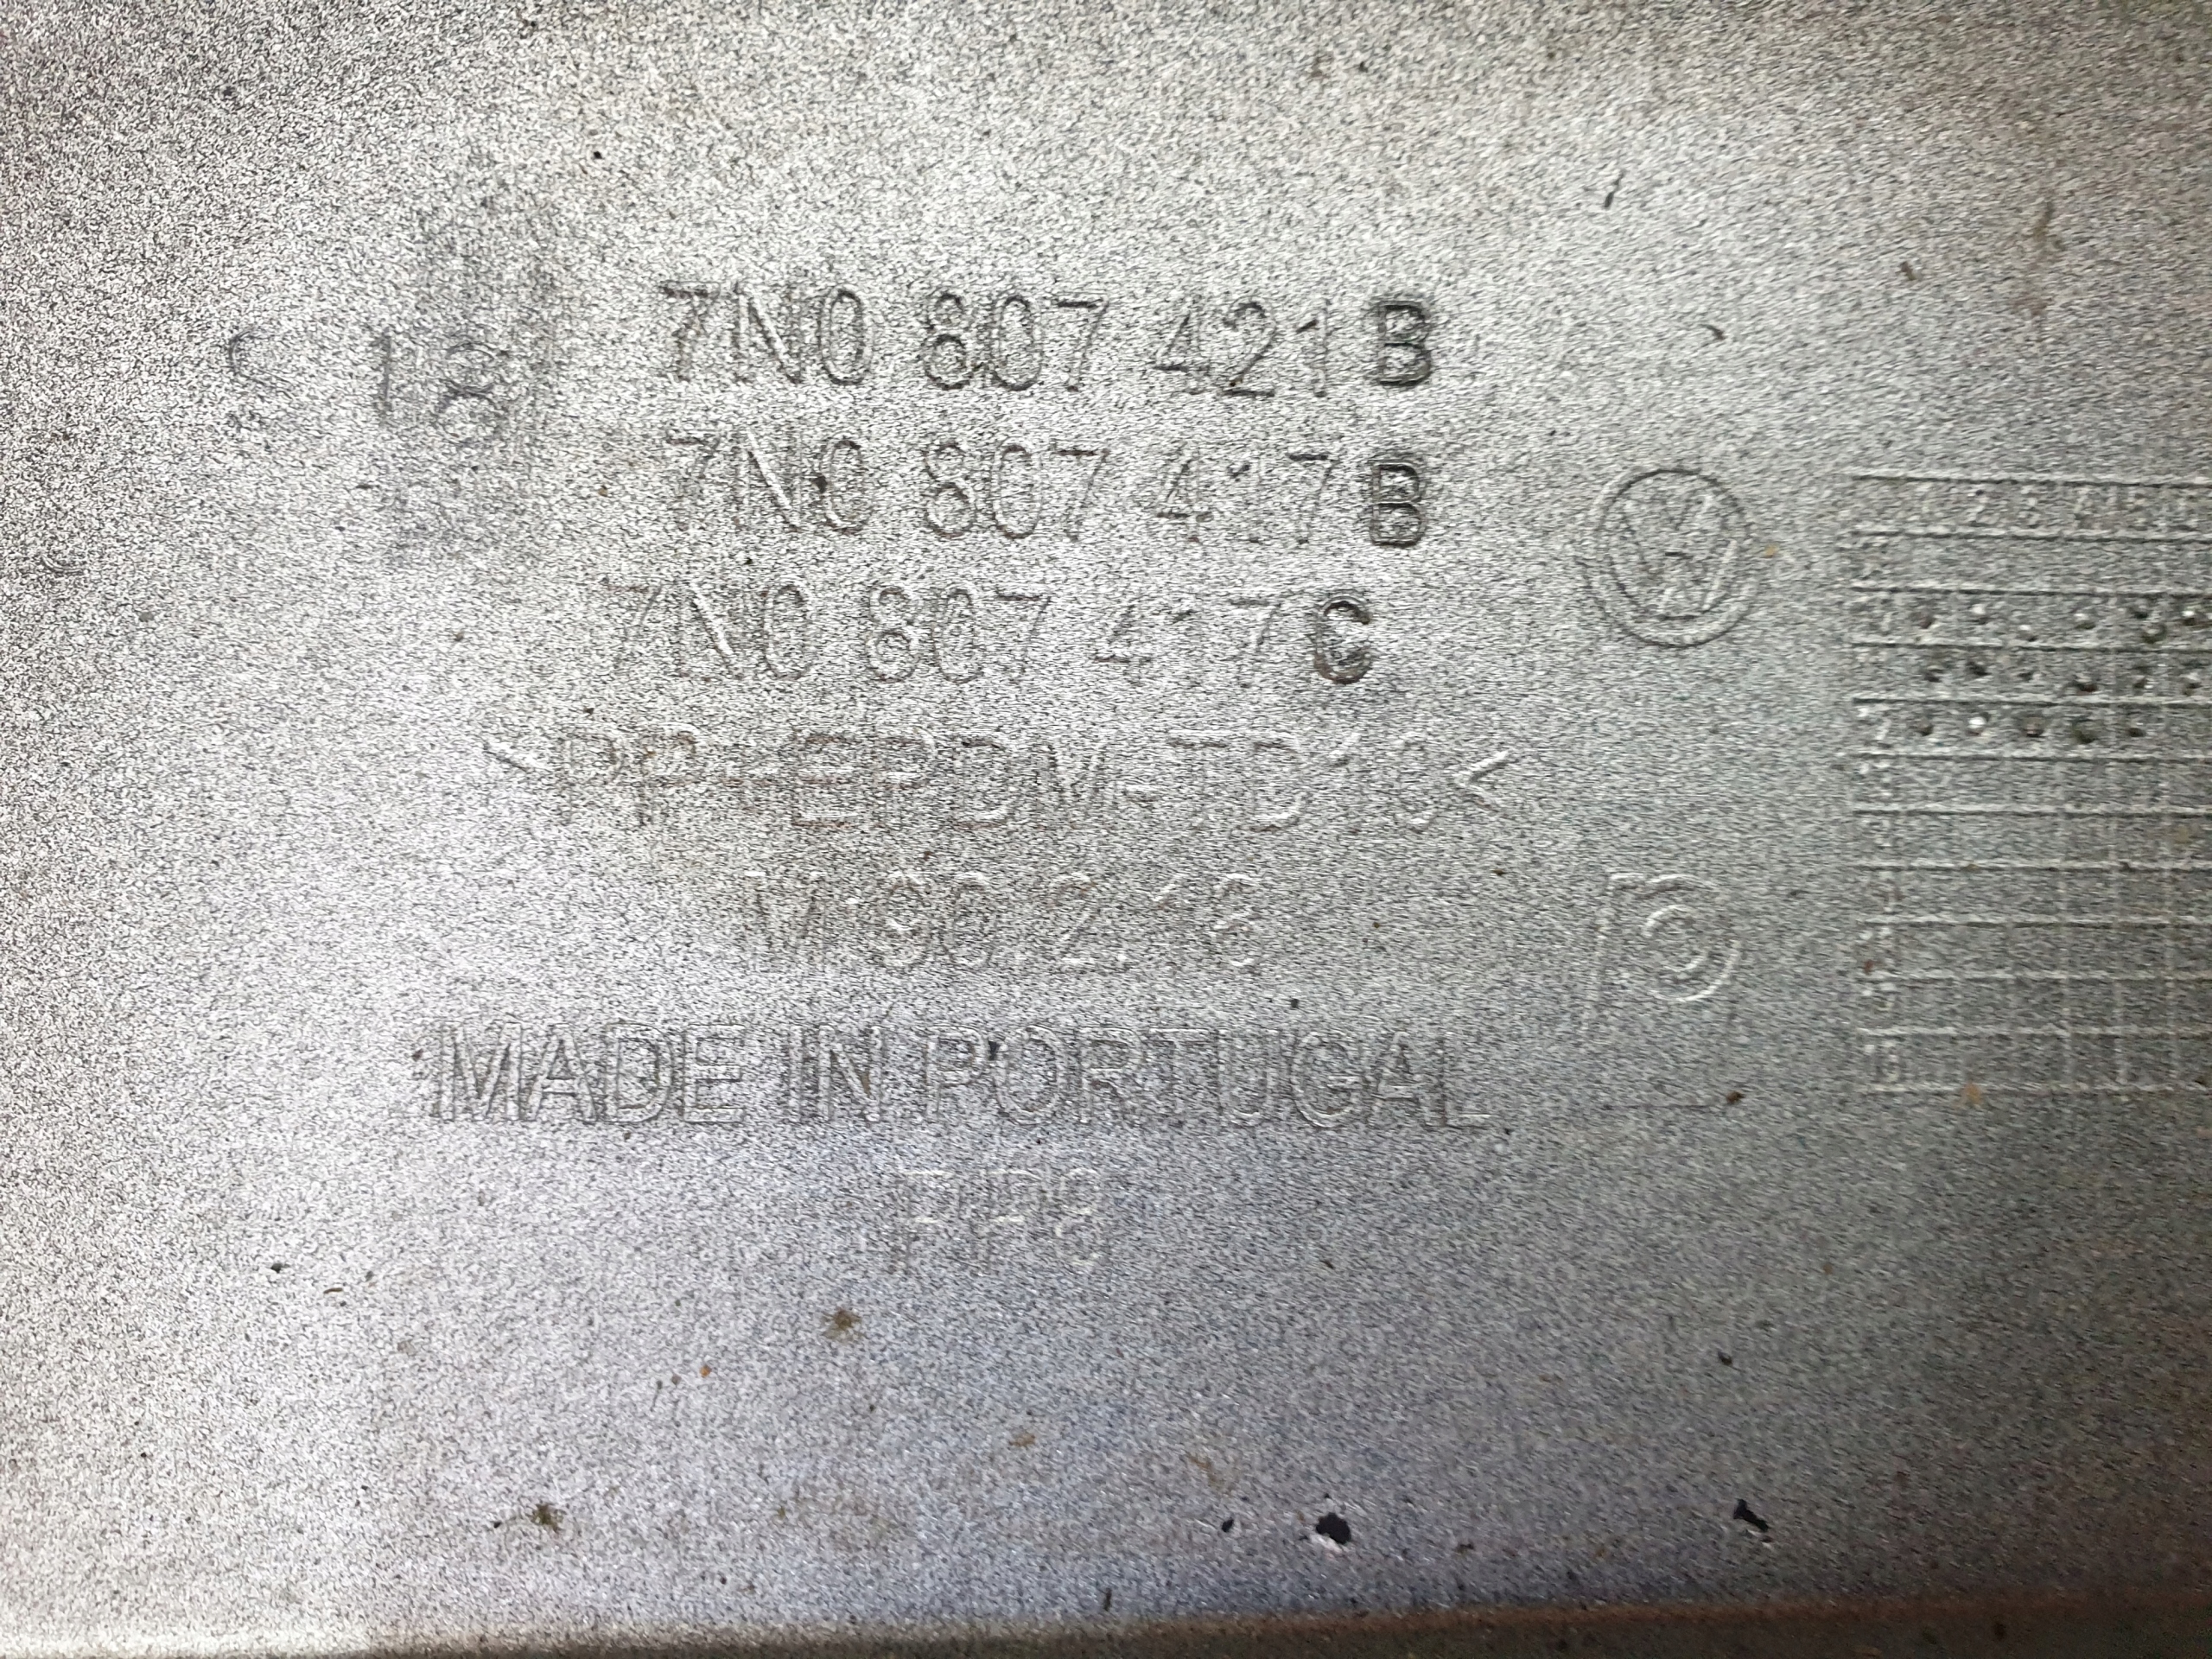 7N0 807 421 B
7N0 807 417 B
7N0 807 417 C
>PP+EPDM-TD10<
MADE IN PORTUGAL